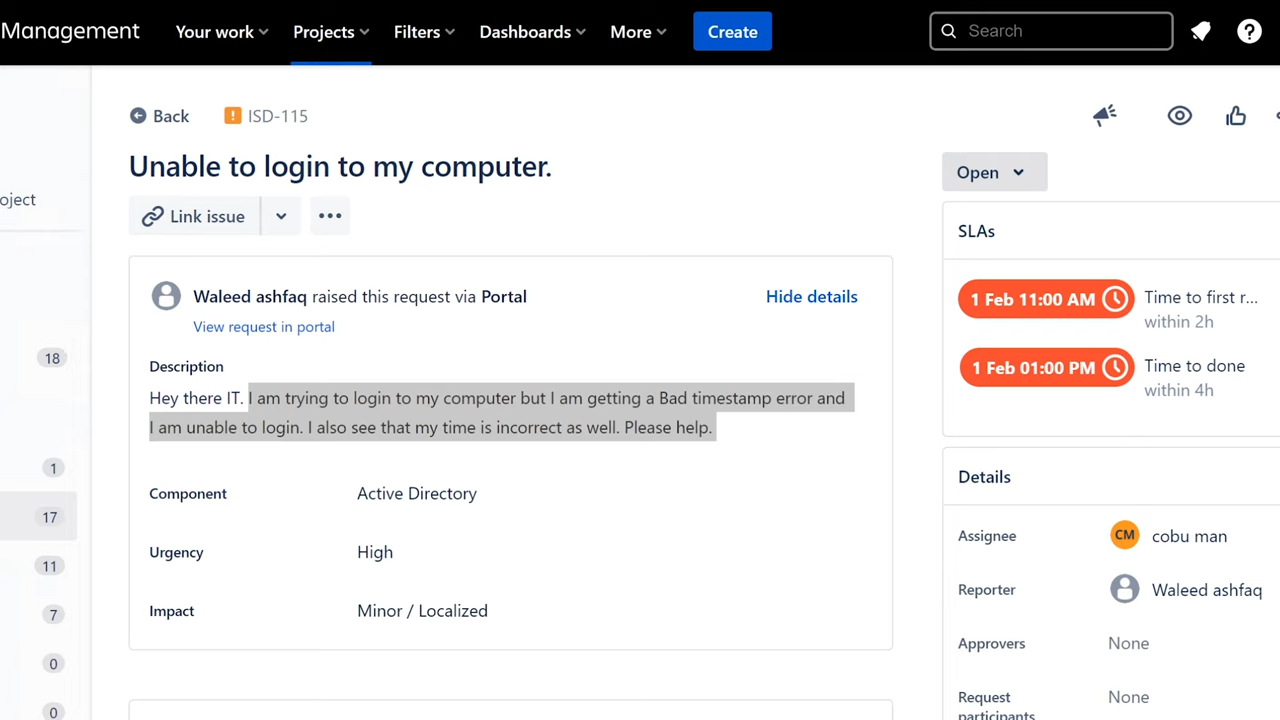 Management Your work Projects Filters Dashboards More Create Search
Back ISD-115
Unable to login to my computer.
oject
Link issue
Waleed ashfaq raised this request via Portal Hide details
View request in portal
Description
Hey there IT. I am trying to login to my computer but I am getting a Bad timestamp error and
I am unable to login. I also see that my time is incorrect as well. Please help.
Component Active Directory
Urgency High
Impact Minor / Localized
18
1
17
11
7
0
0
Open
SLAs
1 Feb 11:00 AM Time to first r...
within 2h
1 Feb 01:00 PM Time to done
within 4h
Details
Assignee CM cobu man
Reporter Waleed ashfaq
Approvers None
Request None
participants